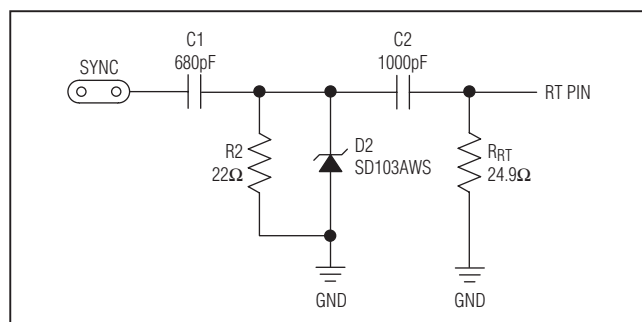 SYNC
C1
680pF
C2
1000pF
RT PIN
R2
22Ω
D2
SD103AWS
RRT
24.9Ω
GND
GND